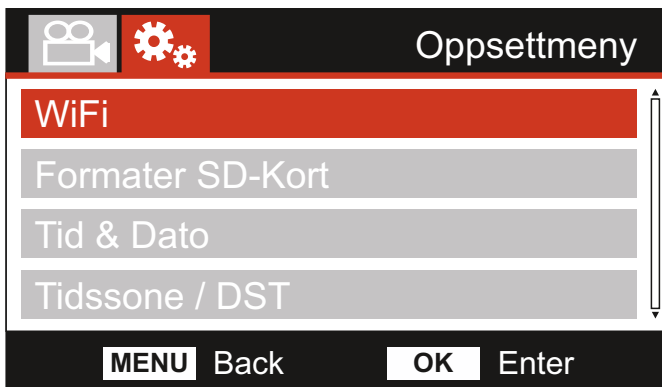 Oppsettmeny
WiFi
Formater SD-Kort
Tid & Dato
Tidssone / DST
MENU Back OK Enter